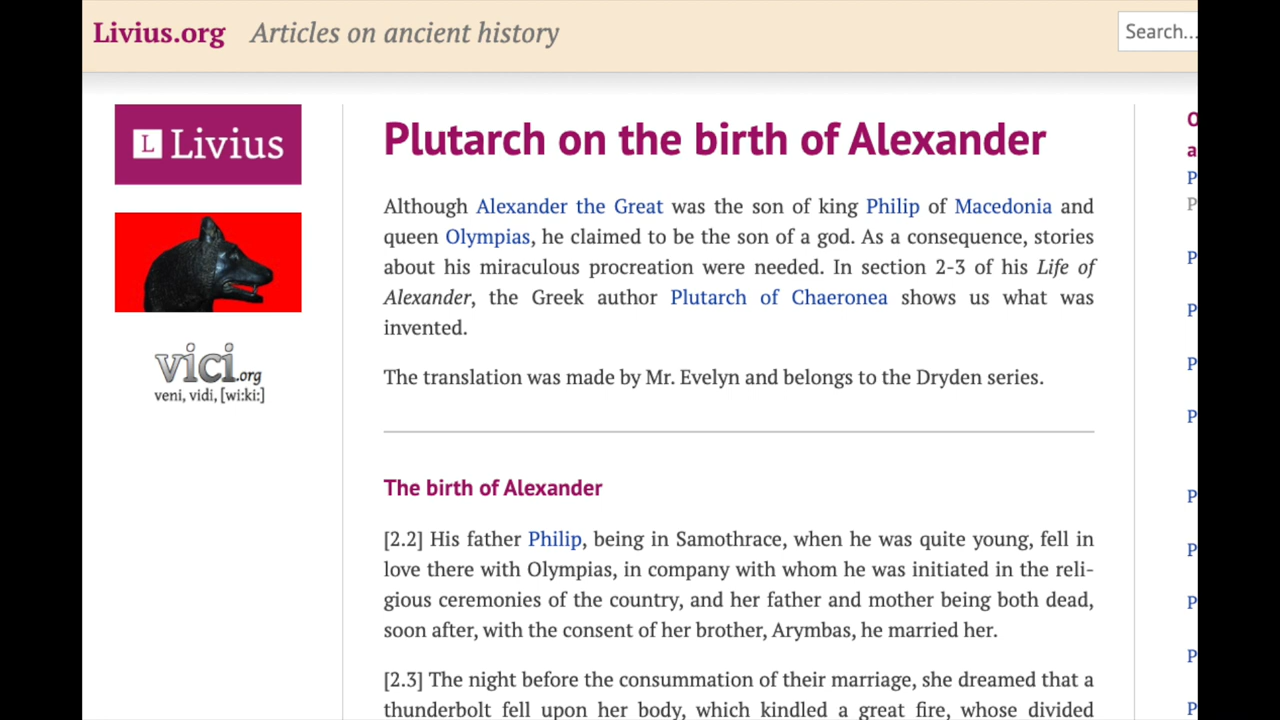 Livius.org Articles on ancient history
Search...
L Livius
vici.org
veni, vidi, [wi:ki:]
Plutarch on the birth of Alexander
Although Alexander the Great was the son of king Philip of Macedonia and
queen Olympias, he claimed to be the son of a god. As a consequence, stories
about his miraculous procreation were needed. In section 2-3 of his Life of
Alexander, the Greek author Plutarch of Chaeronea shows us what was
invented.
The translation was made by Mr. Evelyn and belongs to the Dryden series.
The birth of Alexander
[2.2] His father Philip, being in Samothrace, when he was quite young, fell in
love there with Olympias, in company with whom he was initiated in the reli-
gious ceremonies of the country, and her father and mother being both dead,
soon after, with the consent of her brother, Arymbas, he married her.
[2.3] The night before the consummation of their marriage, she dreamed that a
thunderbolt fell upon her body, which kindled a great fire, whose divided